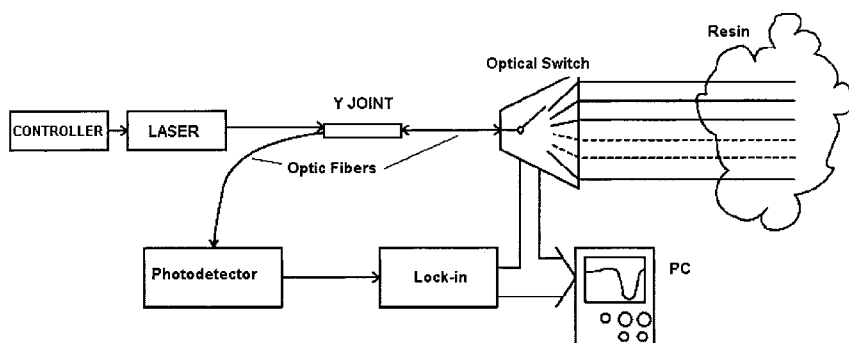 Resin
Optical Switch
Y JOINT
CONTROLLER
LASER
Optic Fibers
Photodetector
Lock-in
PC